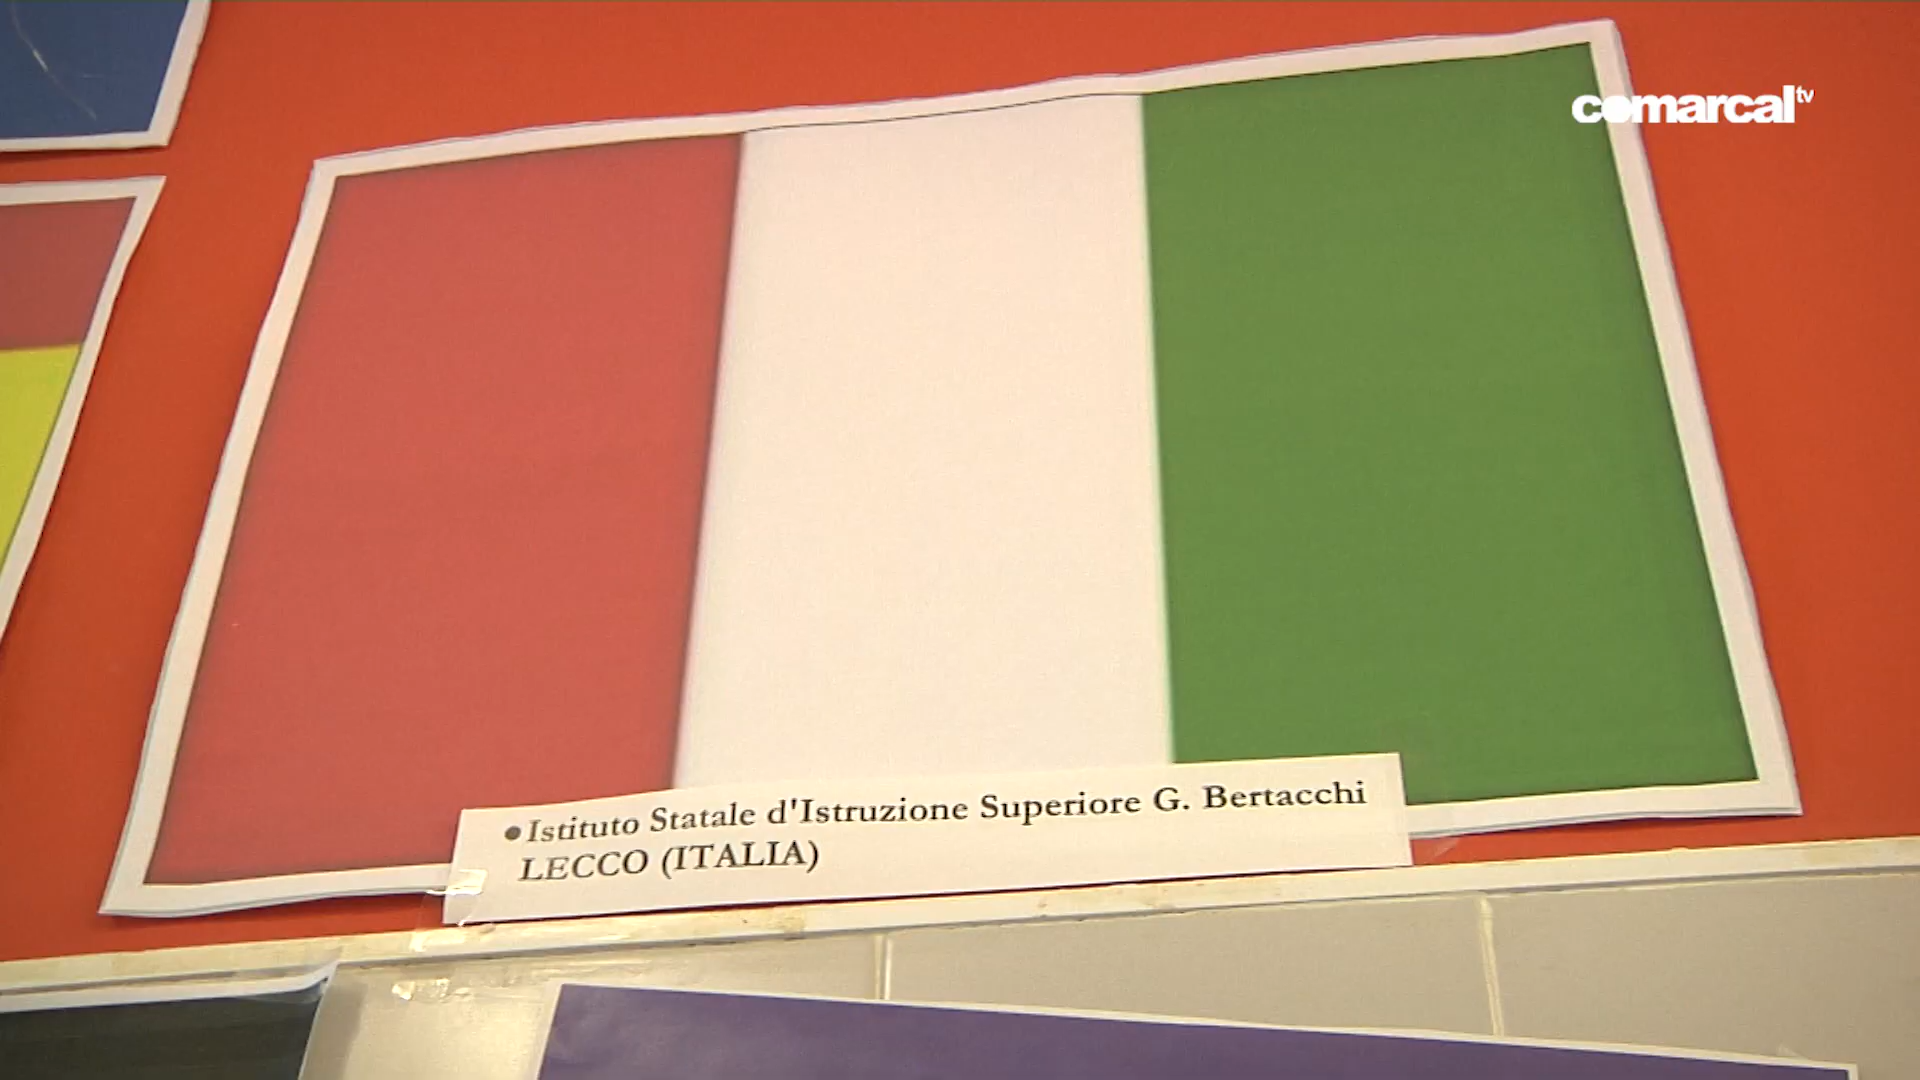 comarcal tv
● Istituto Statale d'Istruzione Superiore G. Bertacchi
LECCO (ITALIA)